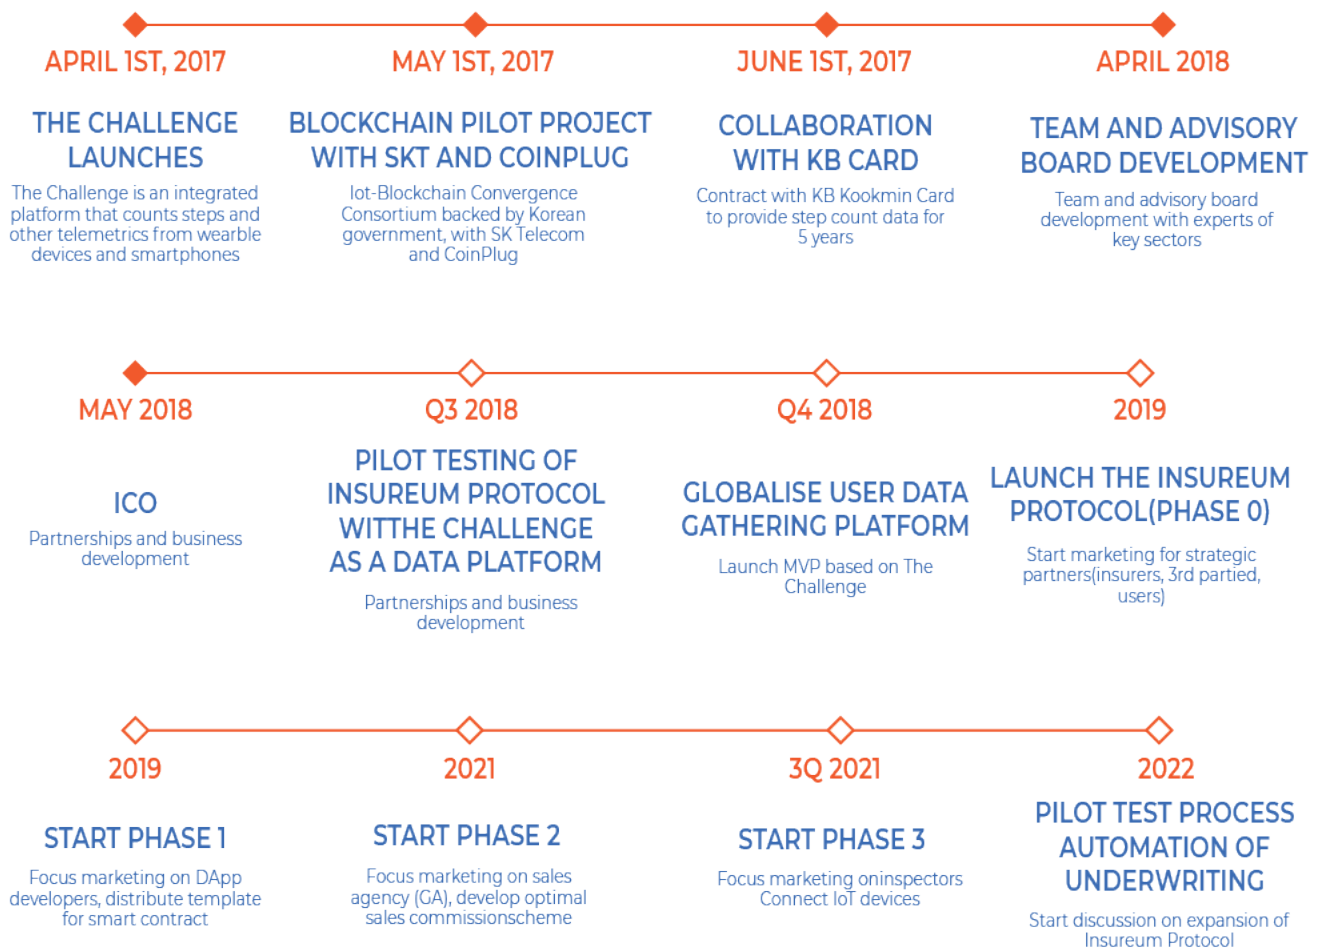 APRIL 1ST, 2017
THE CHALLENGE
LAUNCHES
The Challenge is an integrated
platform that counts steps and
other telemetrics from wearble
devices and smartphones
MAY 1ST, 2017
BLOCKCHAIN PILOT PROJECT
WITH SKT AND COINPLUG
Iot-Blockchain Convergence
Consortium backed by Korean
government, with SK Telecom
and CoinPlug
JUNE 1ST, 2017
COLLABORATION
WITH KB CARD
Contract with KB Kookmin Card
to provide step count data for
5 years
APRIL 2018
TEAM AND ADVISORY
BOARD DEVELOPMENT
Team and advisory board
development with experts of
key sectors
MAY 2018
ICO
Partnerships and business
development
Q3 2018
PILOT TESTING OF
INSUREUM PROTOCOL
WITTHE CHALLENGE
AS A DATA PLATFORM
Partnerships and business
development
Q4 2018
GLOBALISE USER DATA
GATHERING PLATFORM
Launch MVP based on The
Challenge
2019
LAUNCH THE INSUREUM
PROTOCOL(PHASE 0)
Start marketing for strategic
partners(insurers, 3rd partied,
users)
2019
START PHASE 1
Focus marketing on DApp
developers, distribute template
for smart contract
2021
START PHASE 2
Focus marketing on sales
agency (GA), develop optimal
sales commissionscheme
3Q 2021
START PHASE 3
Focus marketing oninspectors
Connect IoT devices
2022
PILOT TEST PROCESS
AUTOMATION OF
UNDERWRITING
Start discussion on expansion of
Insureum Protocol